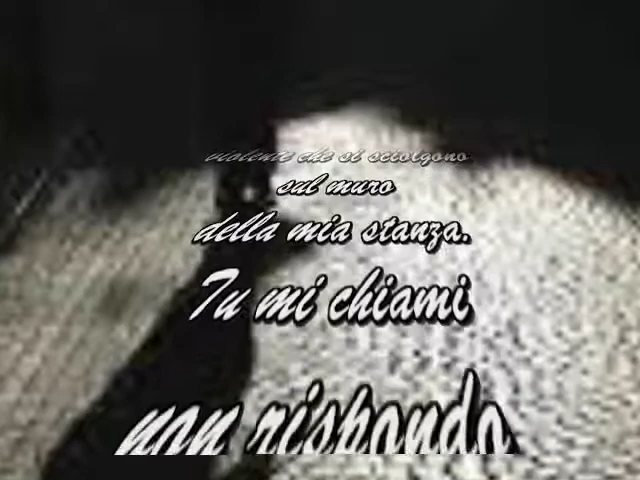 violente che si sciolgono
sul muro
della mia stanza.
Tu mi chiami
non rispondo